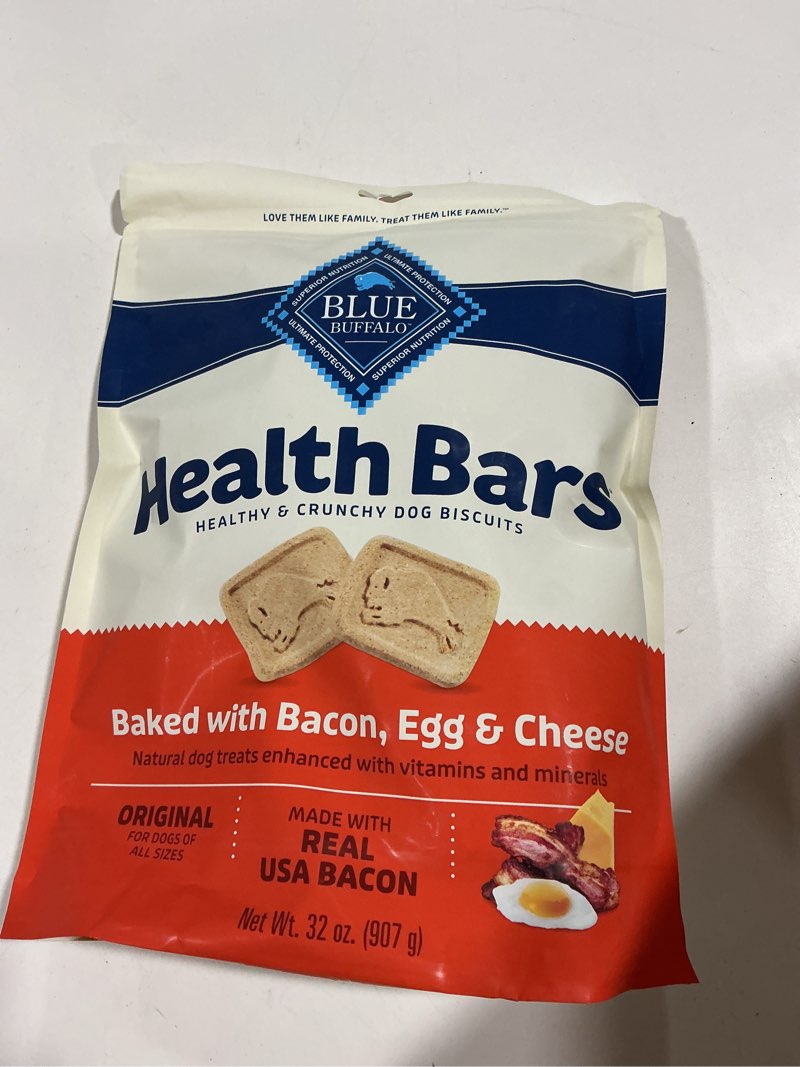 LOVE THEM LIKE FAMILY. TREAT THEM LIKE FAMILY.™
SUPERIOR NUTRITION
ULTIMATE PROTECTION
BLUE
BUFFALO™
ULTIMATE PROTECTION
SUPERIOR NUTRITION
Health Bars
HEALTHY & CRUNCHY DOG BISCUITS
Baked with Bacon, Egg & Cheese
Natural dog treats enhanced with vitamins and minerals
ORIGINAL
FOR DOGS OF
ALL SIZES
MADE WITH
REAL
USA BACON
Net Wt. 32 oz. (907 g)